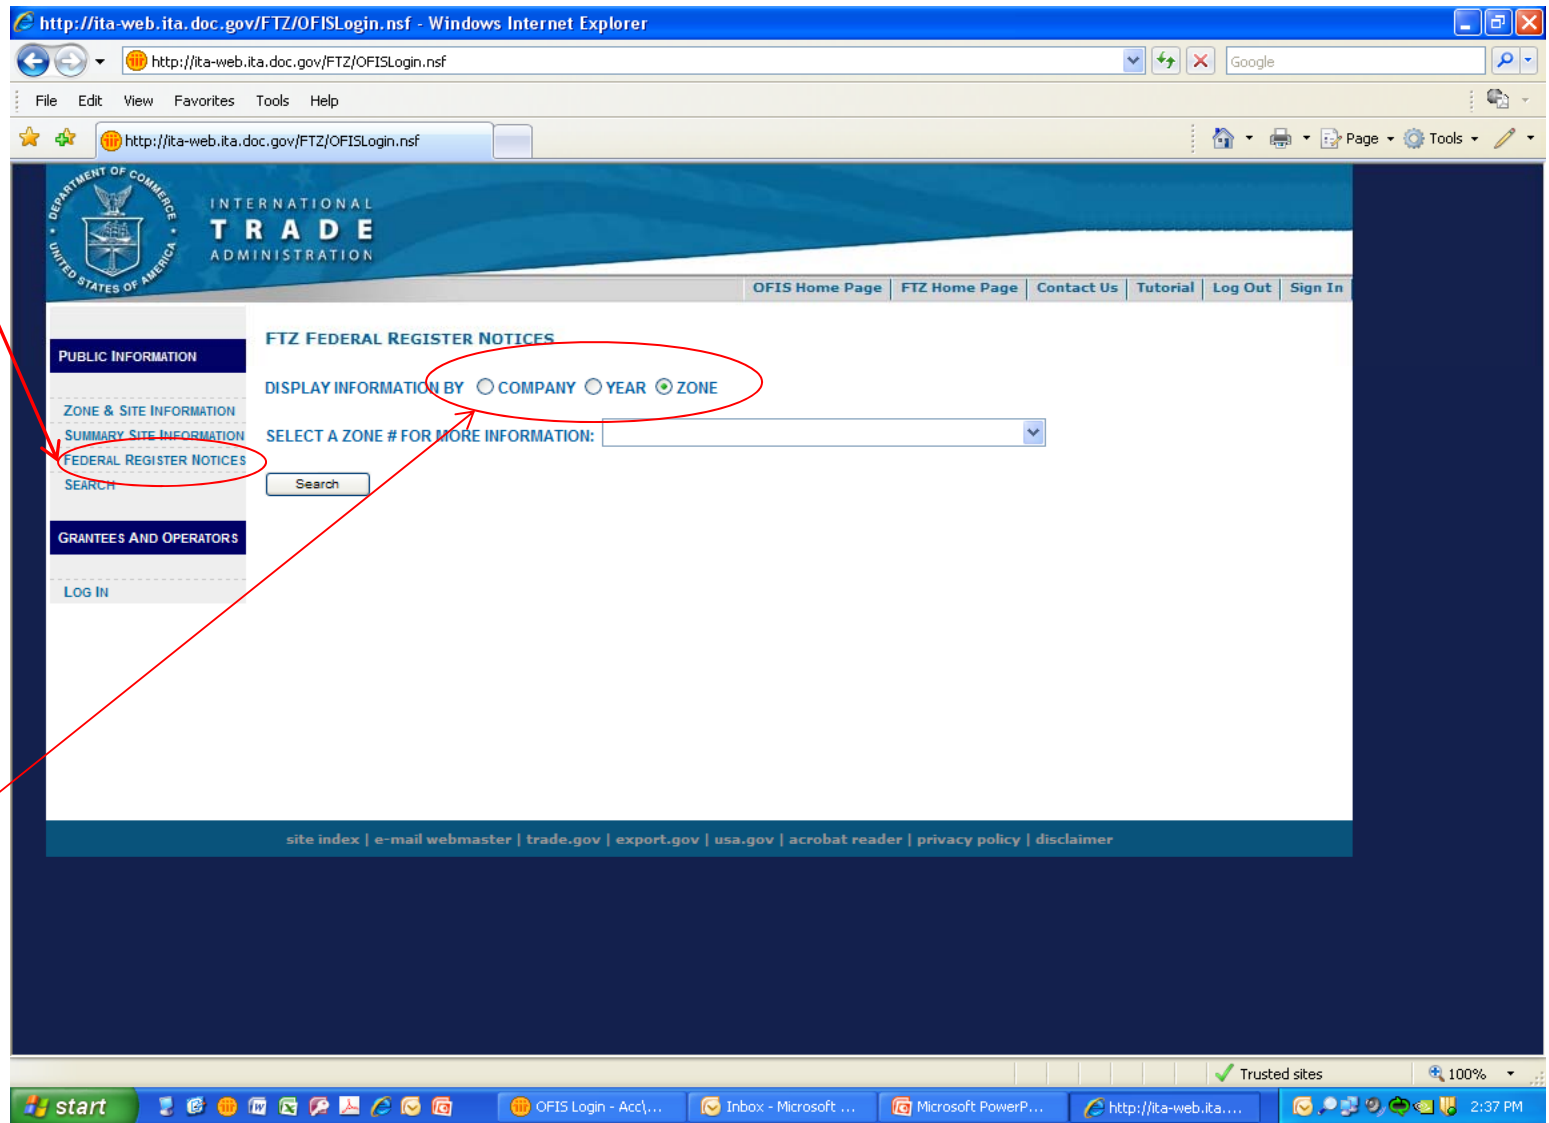 http://ita-web.ita.doc.gov/FTZ/OFISLogin.nsf - Windows Internet Explorer
http://ita-web.ita.doc.gov/FTZ/OFISLogin.nsf
Google
File Edit View Favorites Tools Help
http://ita-web.ita.doc.gov/FTZ/OFISLogin.nsf
Page Tools
DEPARTMENT OF COMMERCE
UNITED STATES OF AMERICA
INTERNATIONAL
TRADE
ADMINISTRATION
OFIS Home Page | FTZ Home Page | Contact Us | Tutorial | Log Out | Sign In
PUBLIC INFORMATION
ZONE & SITE INFORMATION
SUMMARY SITE INFORMATION
FEDERAL REGISTER NOTICES
SEARCH
GRANTEES AND OPERATORS
LOG IN
FTZ FEDERAL REGISTER NOTICES
DISPLAY INFORMATION BY COMPANY YEAR ZONE
SELECT A ZONE # FOR MORE INFORMATION:
Search
site index | e-mail webmaster | trade.gov | export.gov | usa.gov | acrobat reader | privacy policy | disclaimer
Trusted sites 100%
start OFIS Login - Acc\... Inbox - Microsoft ... Microsoft PowerP... http://ita-web.ita.... 2:37 PM